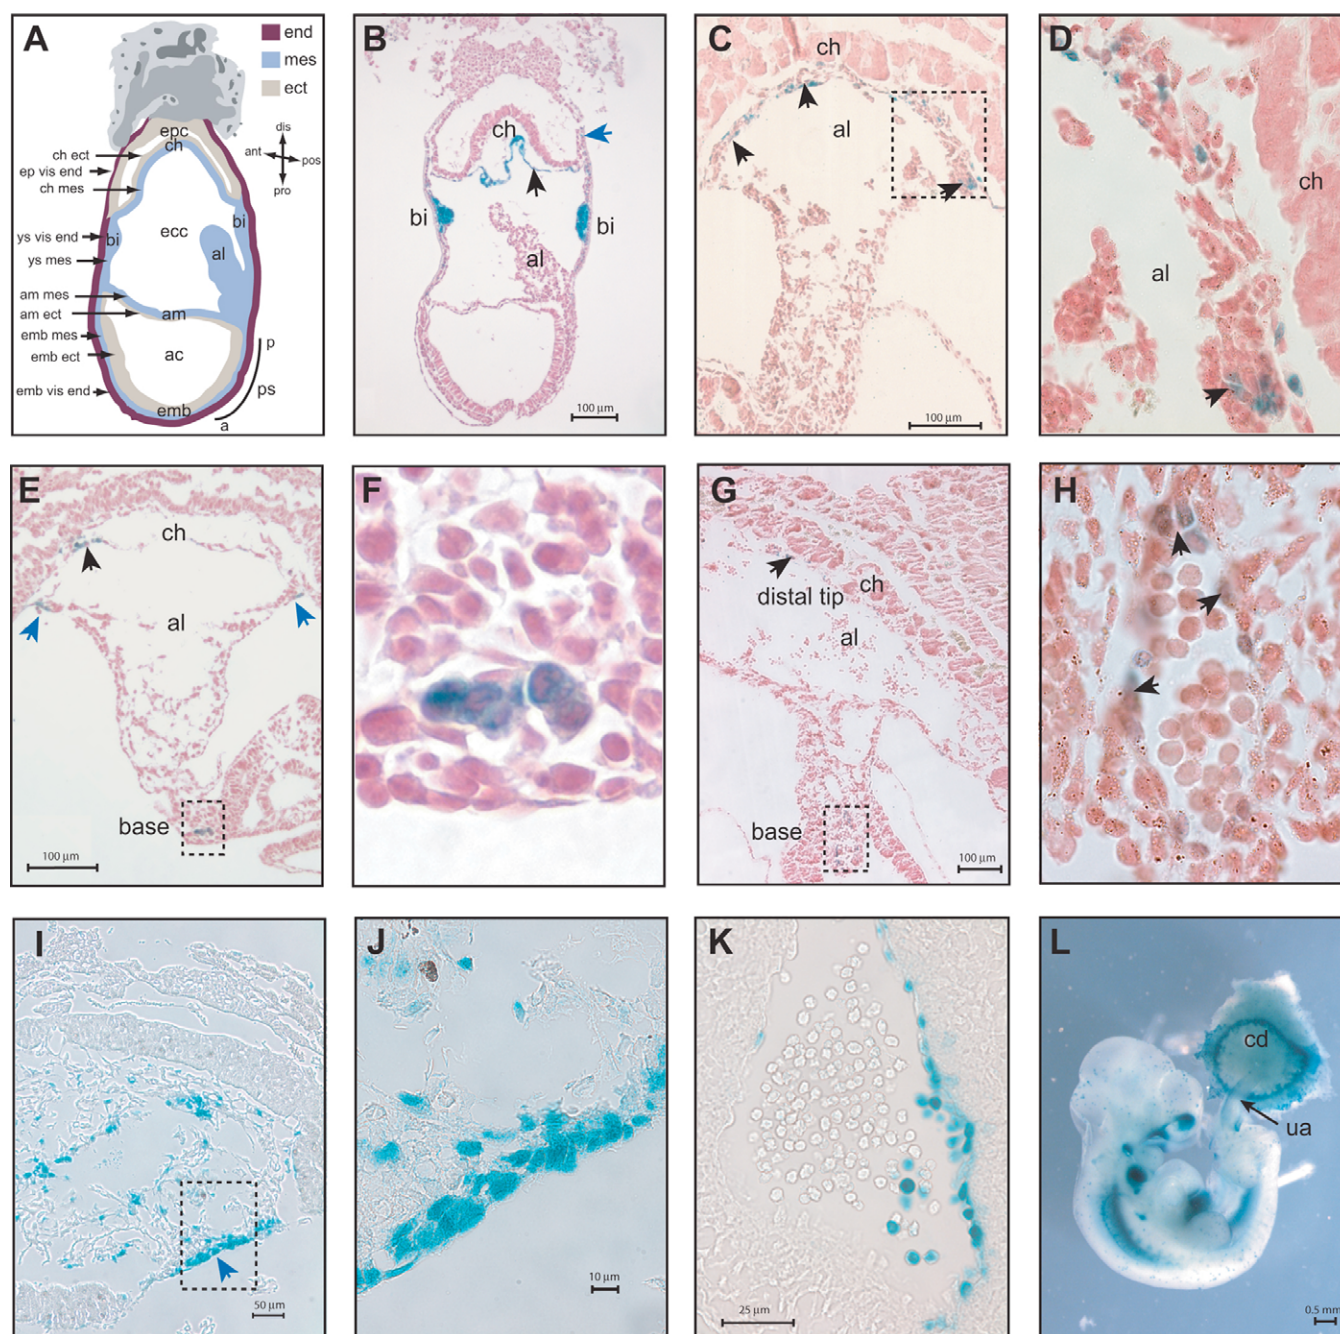 A
end
mes
ect
dis
ant
pos
pro
epc
ch
ch ect
ep vis end
ch mes
ys vis end
bi
bi
ecc
ys mes
al
am mes
am ect
am
emb mes
p
emb ect
ac
ps
emb vis end
emb
a
B
ch
bi
bi
al
100 µm
C
ch
al
100 µm
D
ch
al
E
ch
al
base
100 µm
F
G
ch
distal tip
al
base
100 µm
H
I
50 µm
J
10 µm
K
25 µm
L
cd
ua
0.5 mm